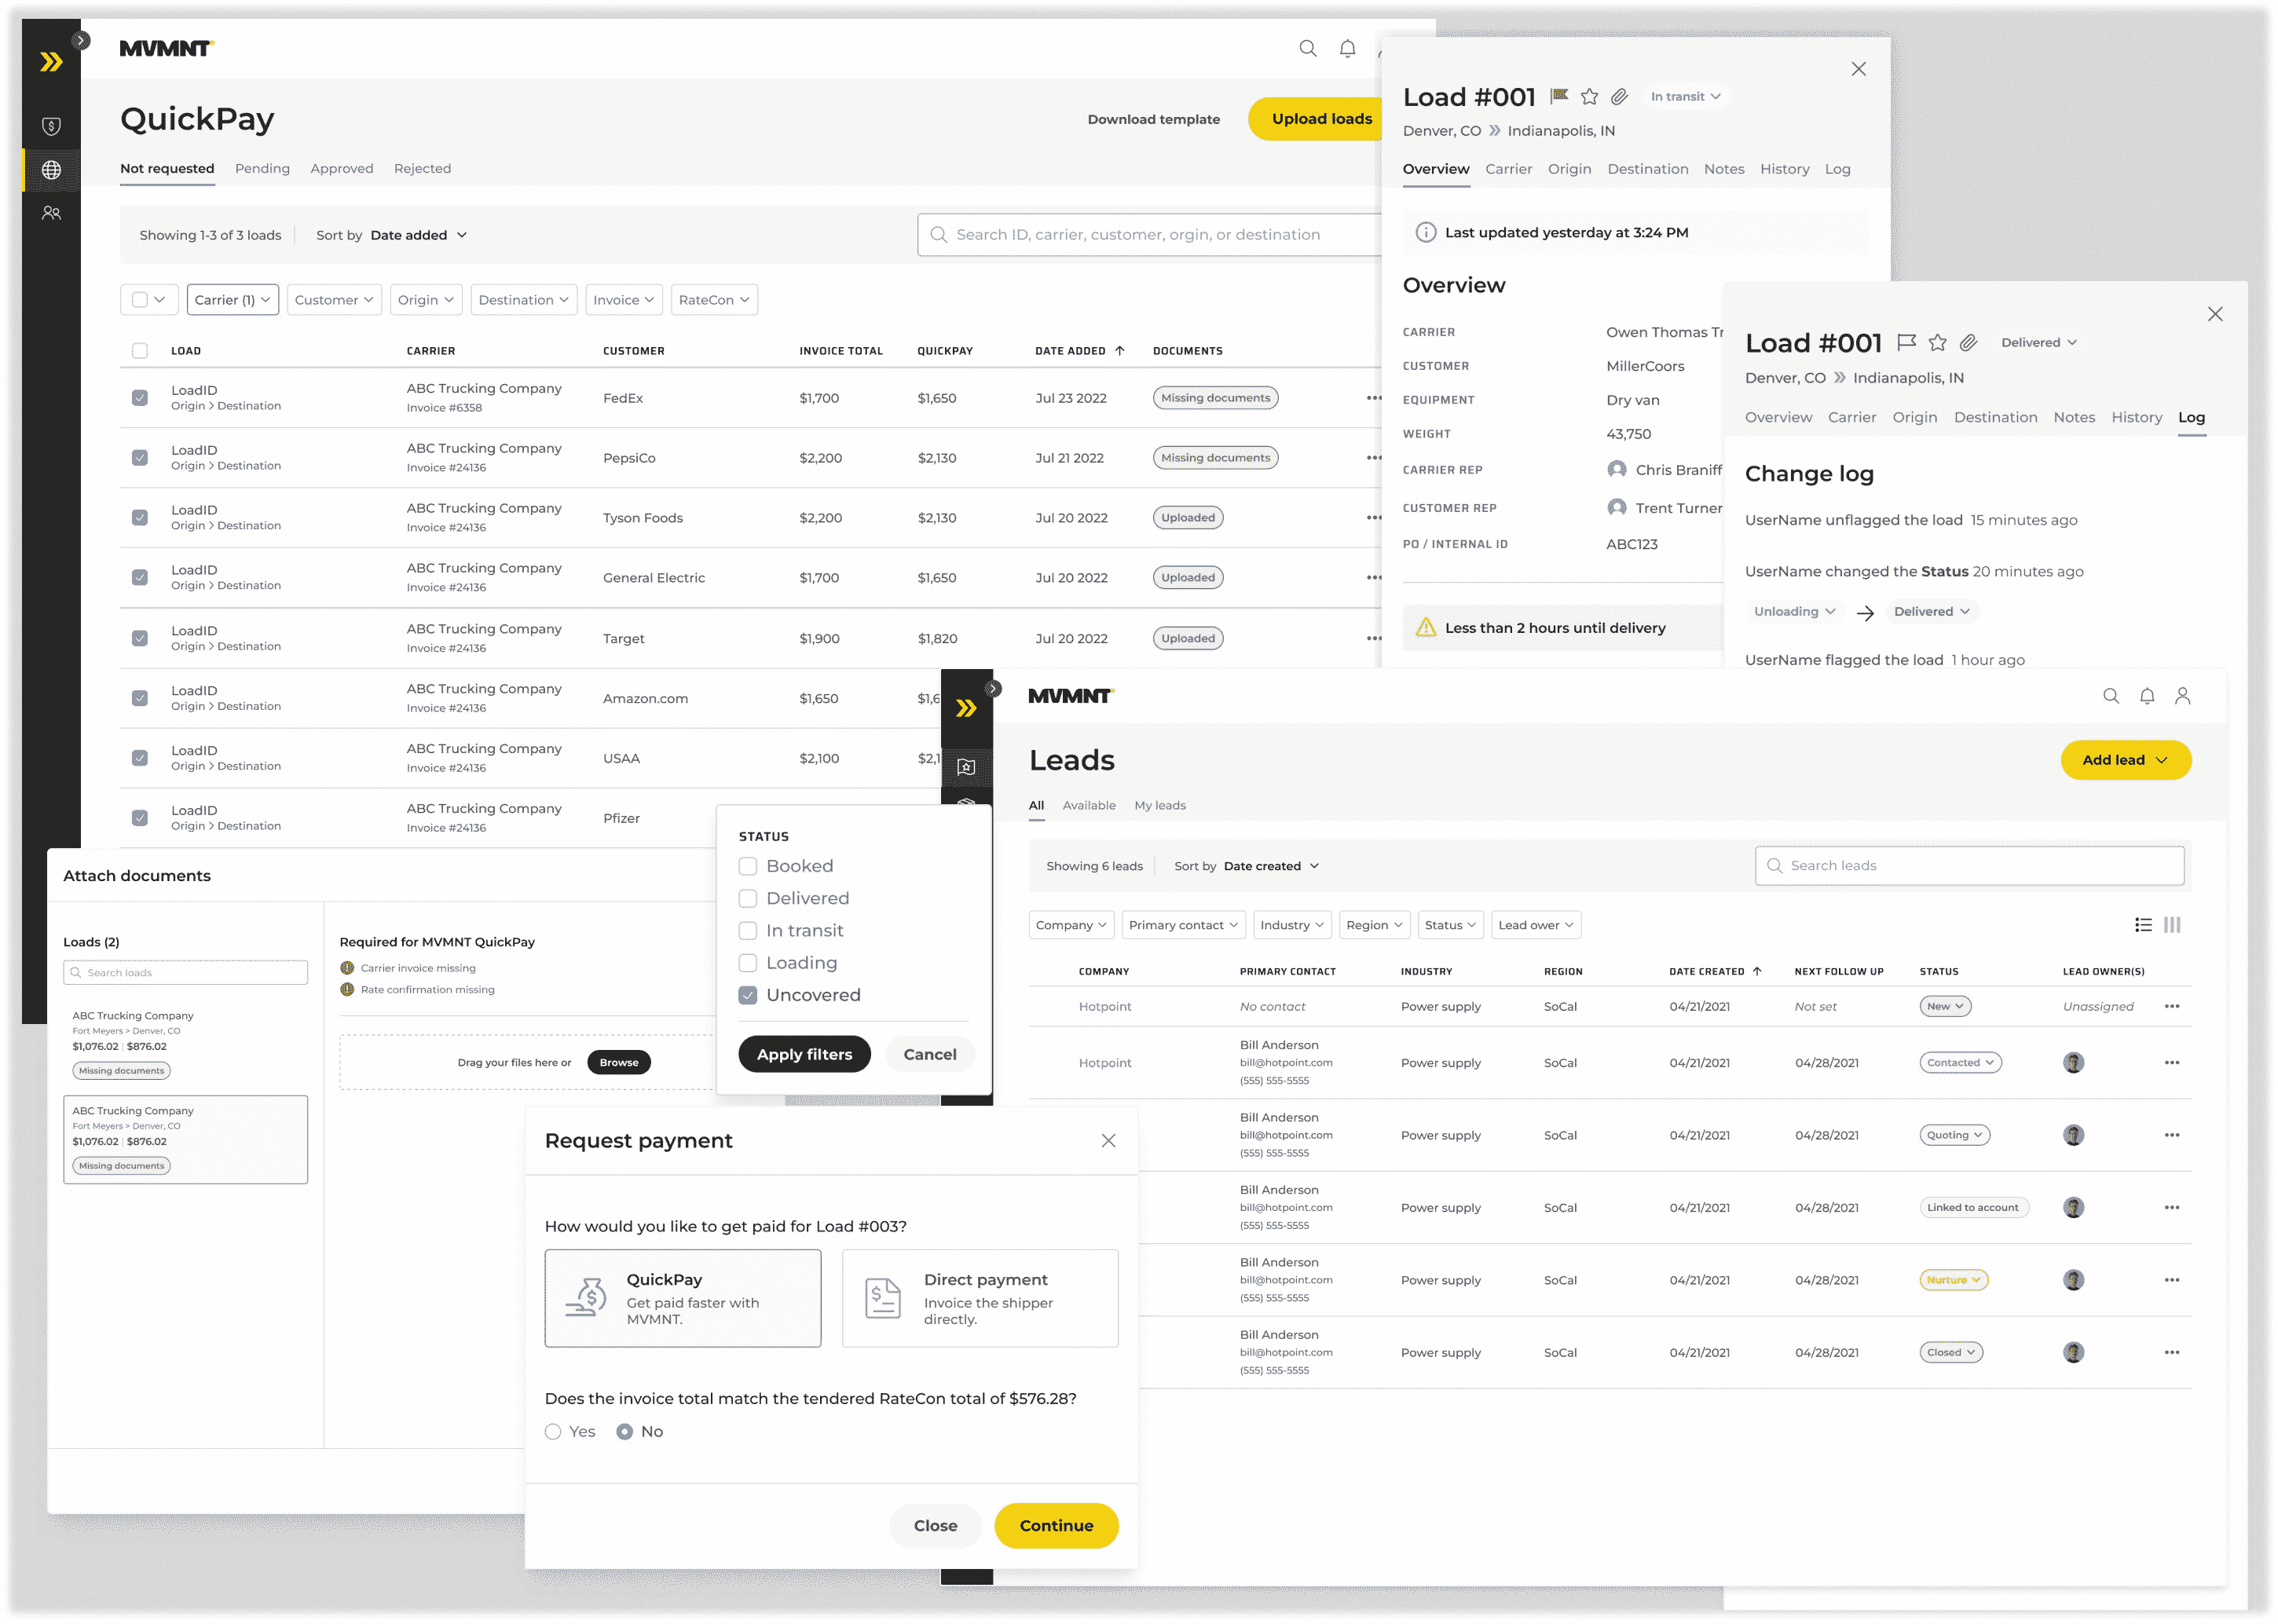 MVMNT
QuickPay
Download template
Upload loads
Not requested Pending Approved Rejected
Showing 1-3 of 3 loads Sort by Date added
Search ID, carrier, customer, orgin, or destination
Carrier (1) Customer Origin Destination Invoice RateCon
LOAD CARRIER CUSTOMER INVOICE TOTAL QUICKPAY DATE ADDED DOCUMENTS
LoadID ABC Trucking Company FedEx $1,700 $1,650 Jul 23 2022 Missing documents
Origin > Destination Invoice #6358
LoadID ABC Trucking Company PepsiCo $2,200 $2,130 Jul 21 2022 Missing documents
Origin > Destination Invoice #24136
LoadID ABC Trucking Company Tyson Foods $2,200 $2,130 Jul 20 2022 Uploaded
Origin > Destination Invoice #24136
LoadID ABC Trucking Company General Electric $1,700 $1,650 Jul 20 2022 Uploaded
Origin > Destination Invoice #24136
LoadID ABC Trucking Company Target $1,900 $1,820 Jul 20 2022 Uploaded
Origin > Destination Invoice #24136
LoadID ABC Trucking Company Amazon.com $1,650 $1,6
Origin > Destination Invoice #24136
LoadID ABC Trucking Company USAA $2,100 $2,1
Origin > Destination Invoice #24136
LoadID ABC Trucking Company Pfizer
Origin > Destination Invoice #24136
Load #001 In transit
Denver, CO Indianapolis, IN
Overview Carrier Origin Destination Notes History Log
Last updated yesterday at 3:24 PM
Overview
CARRIER Owen Thomas Tr
CUSTOMER MillerCoors
EQUIPMENT Dry van
WEIGHT 43,750
CARRIER REP Chris Braniff
CUSTOMER REP Trent Turner
PO / INTERNAL ID ABC123
Less than 2 hours until delivery
Load #001 Delivered
Denver, CO Indianapolis, IN
Overview Carrier Origin Destination Notes History Log
Change log
UserName unflagged the load 15 minutes ago
UserName changed the Status 20 minutes ago
Unloading Delivered
UserName flagged the load 1 hour ago
Attach documents
Loads (2)
Search loads
ABC Trucking Company
Fort Meyers > Denver, CO
$1,076.02 $876.02
Missing documents
ABC Trucking Company
Fort Meyers > Denver, CO
$1,076.02 $876.02
Missing documents
Required for MVMNT QuickPay
Carrier invoice missing
Rate confirmation missing
Drag your files here or Browse
STATUS
Booked
Delivered
In transit
Loading
Uncovered
Apply filters Cancel
MVMNT
Leads
Add lead
All Available My leads
Showing 6 leads Sort by Date created
Search leads
Company Primary contact Industry Region Status Lead ower
COMPANY PRIMARY CONTACT INDUSTRY REGION DATE CREATED NEXT FOLLOW UP STATUS LEAD OWNER(S)
Hotpoint No contact Power supply SoCal 04/21/2021 Not set New Unassigned
Bill Anderson
Hotpoint bill@hotpoint.com Power supply SoCal 04/21/2021 04/28/2021 Contacted
(555) 555-5555
Bill Anderson
bill@hotpoint.com Power supply SoCal 04/21/2021 04/28/2021 Quoting
(555) 555-5555
Bill Anderson
bill@hotpoint.com Power supply SoCal 04/21/2021 04/28/2021 Linked to account
(555) 555-5555
Bill Anderson
bill@hotpoint.com Power supply SoCal 04/21/2021 04/28/2021 Nurture
(555) 555-5555
Bill Anderson
bill@hotpoint.com Power supply SoCal 04/21/2021 04/28/2021 Closed
(555) 555-5555
Request payment
How would you like to get paid for Load #003?
QuickPay
Get paid faster with
MVMNT.
Direct payment
Invoice the shipper
directly.
Does the invoice total match the tendered RateCon total of $576.28?
Yes No
Close Continue